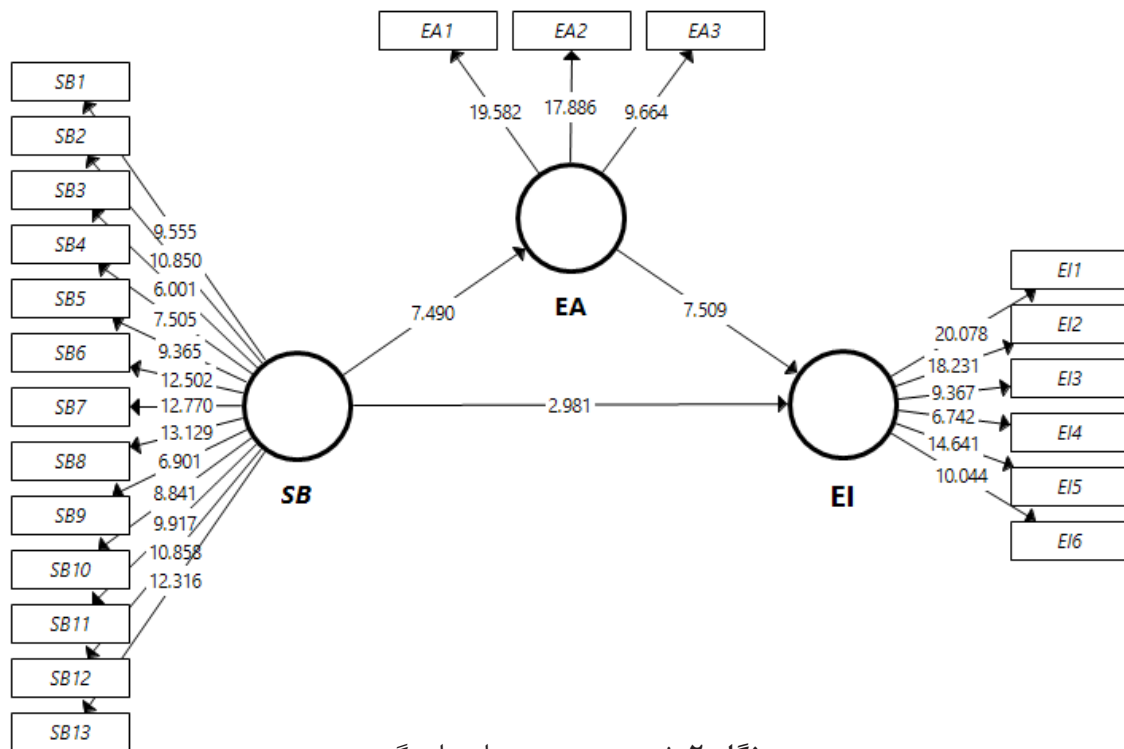 EA1 EA2 EA3
19.582 17.886 9.664
SB1
SB2
SB3
SB4
SB5
SB6
SB7
SB8
SB9
SB10
SB11
SB12
SB13
9.555
10.850
6.001
7.505
9.365
12.502
12.770
13.129
6.901
8.841
9.917
10.858
12.316
SB
7.490
EA
7.509
2.981
EI
20.078
18.231
9.367
6.742
14.641
10.044
EI1
EI2
EI3
EI4
EI5
EI6